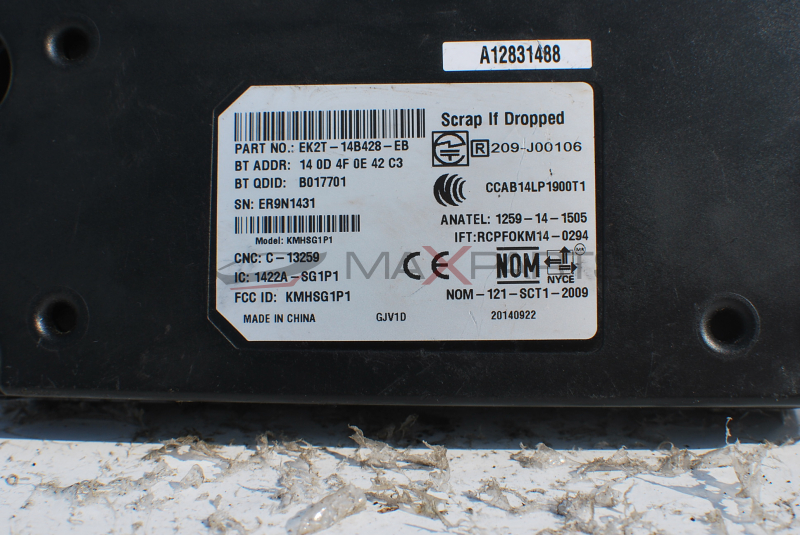 A12831488
Scrap If Dropped
PART NO.: EK2T-14B428-EB
BT ADDR: 14 0D 4F 0E 42 C3
BT QDID: B017701
SN: ER9N1431
Model: KMHSG1P1
CNC: C-13259
IC: 1422A-SG1P1
FCC ID: KMHSG1P1
MADE IN CHINA
GJV1D
R 209-J00106
CCAB14LP1900T1
ANATEL: 1259-14-1505
IFT:RCPFOKM14-0294
CE
NOM
NYCE
NOM-121-SCT1-2009
20140922
MAXPARTS